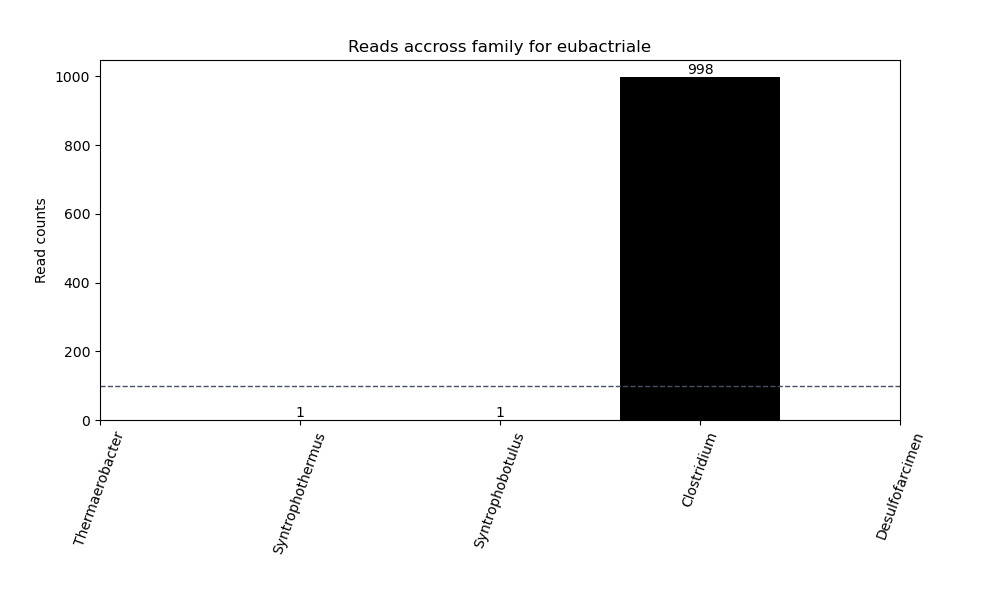 Reads accross family for eubactriale
1000
800
600
400
200
0
Read counts
1
1
998
Thermaerobacter
Syntrophothermus
Syntrophobotulus
Clostridium
Desulfofarcimen